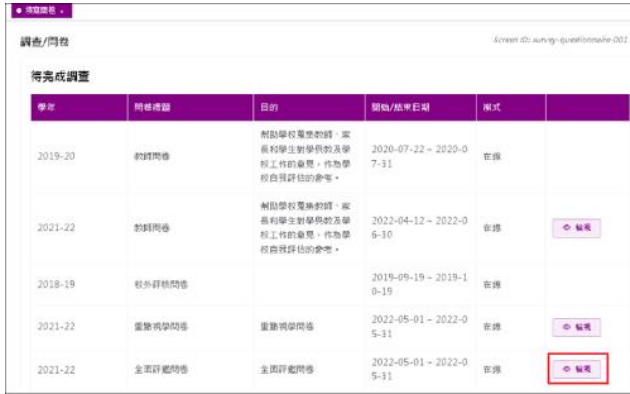 填寫問卷
調查/問卷
Screen ID: survey-questionnaire-001
待完成調查
學年 問卷標題 目的 開始/結束日期 模式
2019-20 教師問卷 幫助學校蒐集教師、家長和學生對學與教及學校工作的意見，作為學校自我評估的參考。 2020-07-22 ~ 2020-07-31 在線
2021-22 教師問卷 幫助學校蒐集教師、家長和學生對學與教及學校工作的意見，作為學校自我評估的參考。 2022-04-12 ~ 2022-06-30 在線 檢視
2018-19 校外評核問卷 2019-09-19 ~ 2019-10-19 在線
2021-22 重點視學問卷 重點視學問卷 2022-05-01 ~ 2022-05-31 在線 檢視
2021-22 全面評鑑問卷 全面評鑑問卷 2022-05-01 ~ 2022-05-31 在線 檢視